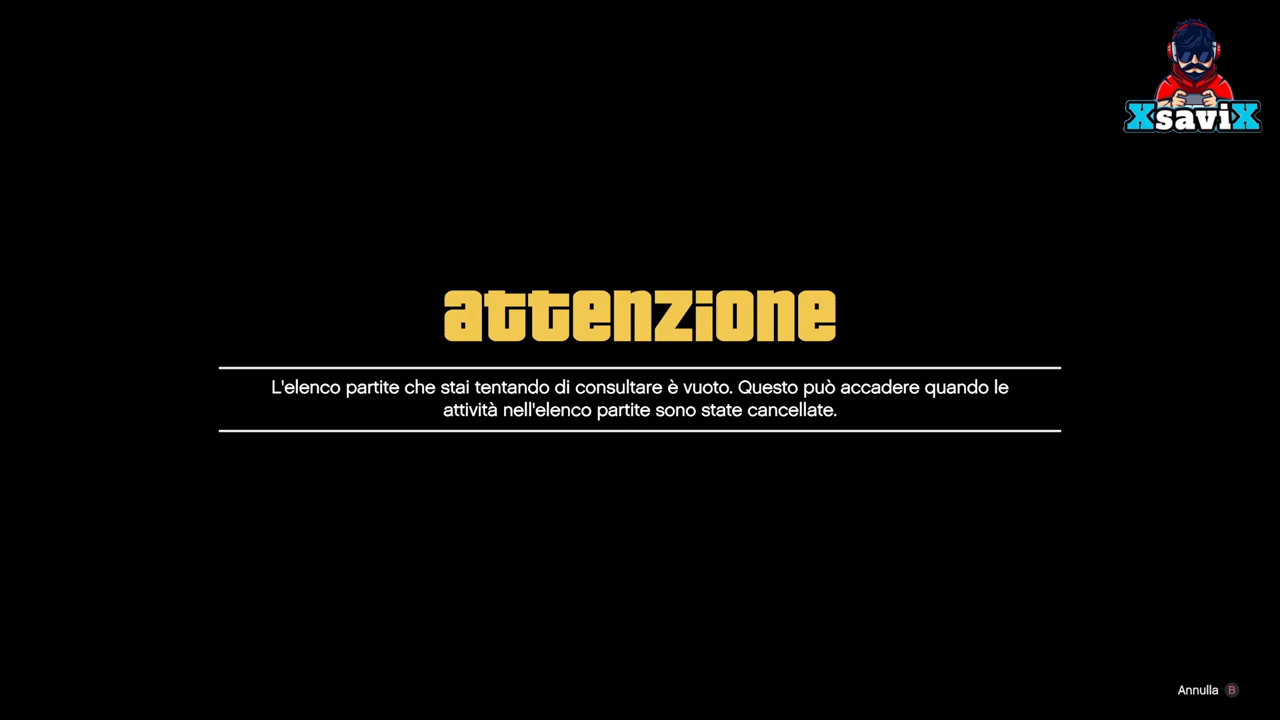 XsaviX
attenzione
L'elenco partite che stai tentando di consultare è vuoto. Questo può accadere quando le
attività nell'elenco partite sono state cancellate.
Annulla B